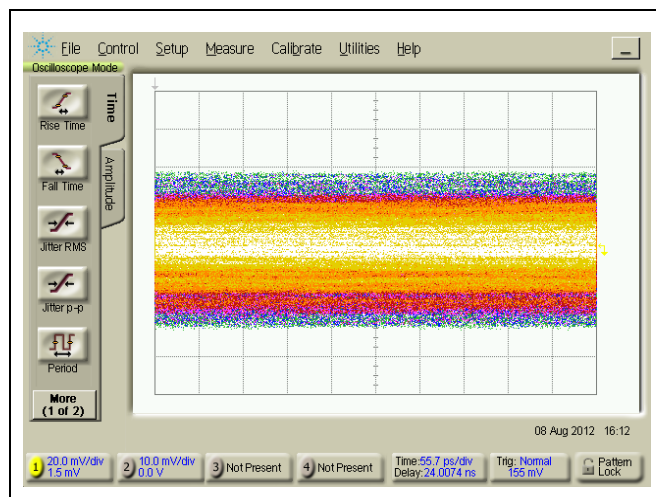 File Control Setup Measure Calibrate Utilities Help
Oscilloscope Mode
Time
Amplitude
Rise Time
Fall Time
Jitter RMS
Jitter p-p
Period
More
(1 of 2)
08 Aug 2012 16:12
1 20.0 mV/div
1.5 mV
2 10.0 mV/div
0.0 V
3 Not Present
4 Not Present
Time:55.7 ps/div
Delay:24.0074 ns
Trig: Normal
155 mV
Pattern
Lock